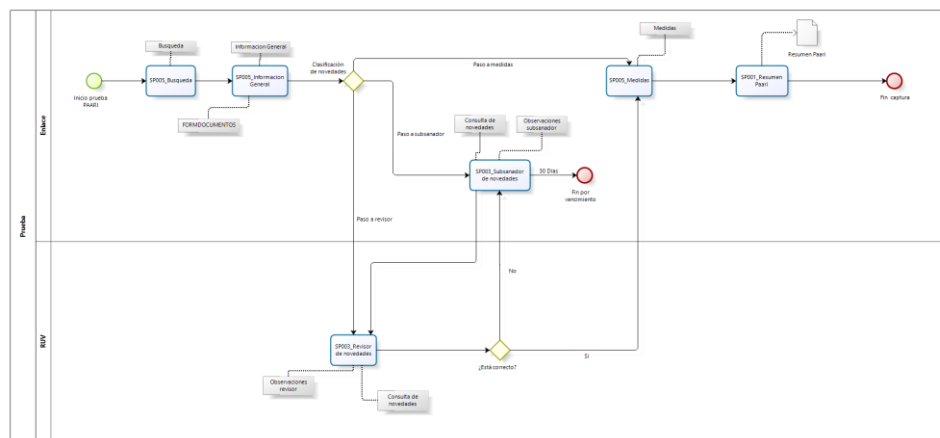 Prueba
Enlace
RUV
Inicio prueba
PAARI
Busqueda
SP005_Busqueda
Informacion General
SP005_Informacion
General
FORMDOCUMENTOS
Clasificación
de novedades
Paso a medidas
Paso a subsanador
Paso a revisor
Medidas
SP005_Medidas
Resumen Paari
SP001_Resumen
Paari
Fin captura
Consulta de
novedades
Observaciones
subsanador
SP003_Subsanador
de novedades
30 Días
Fin por
vencimiento
No
SP003_Revisor
de novedades
Observaciones
revisor
Consulta de
novedades
¿Está correcto?
Si